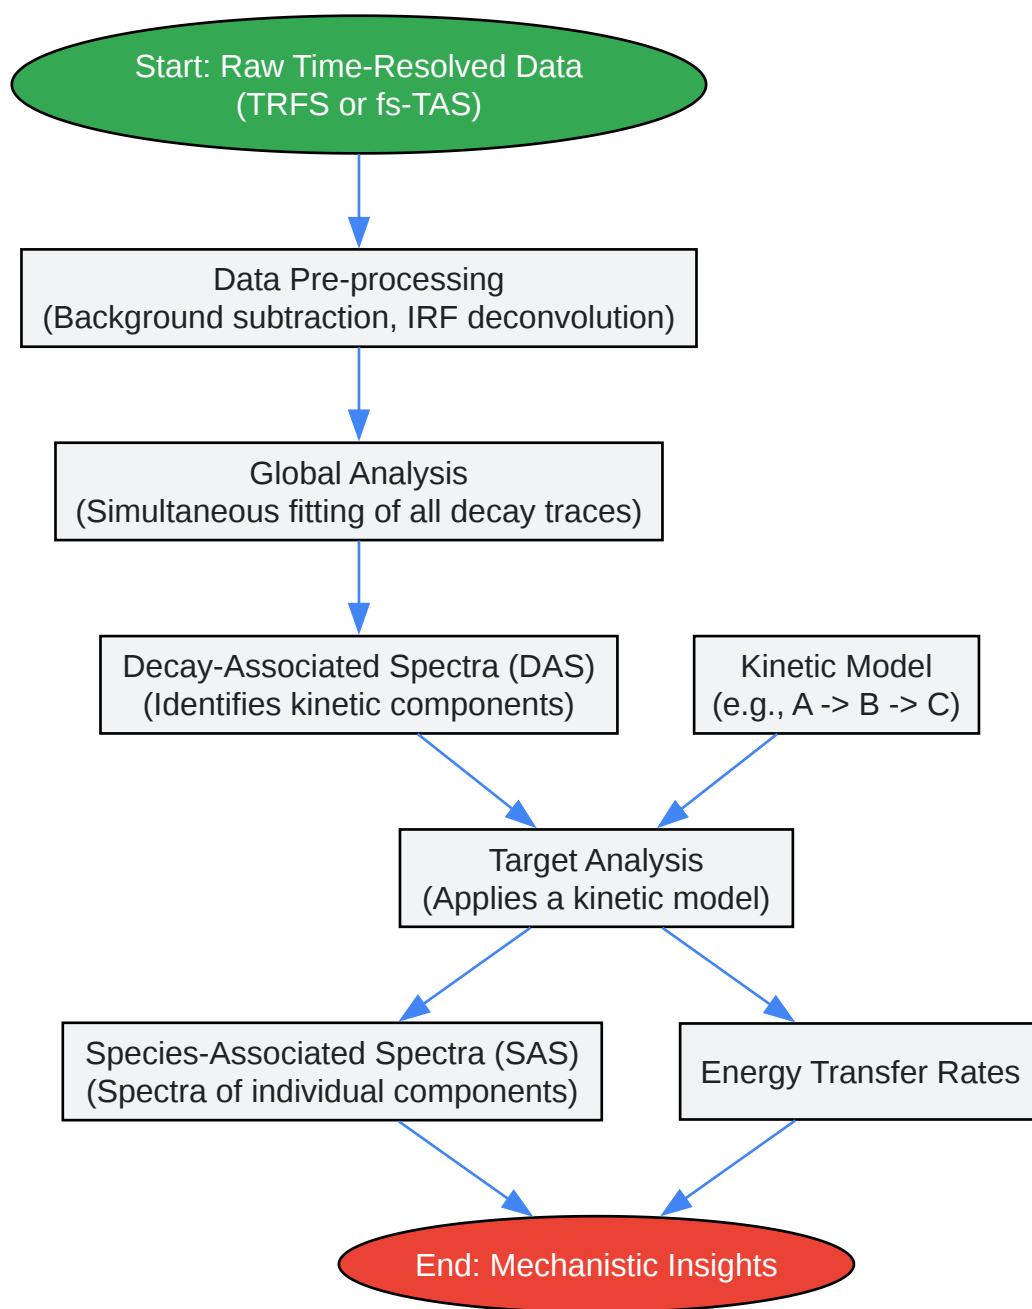 Start: Raw Time-Resolved Data
(TRFS or fs-TAS)
Data Pre-processing
(Background subtraction, IRF deconvolution)
Global Analysis
(Simultaneous fitting of all decay traces)
Decay-Associated Spectra (DAS)
(Identifies kinetic components)
Kinetic Model
(e.g., A -> B -> C)
Target Analysis
(Applies a kinetic model)
Species-Associated Spectra (SAS)
(Spectra of individual components)
Energy Transfer Rates
End: Mechanistic Insights